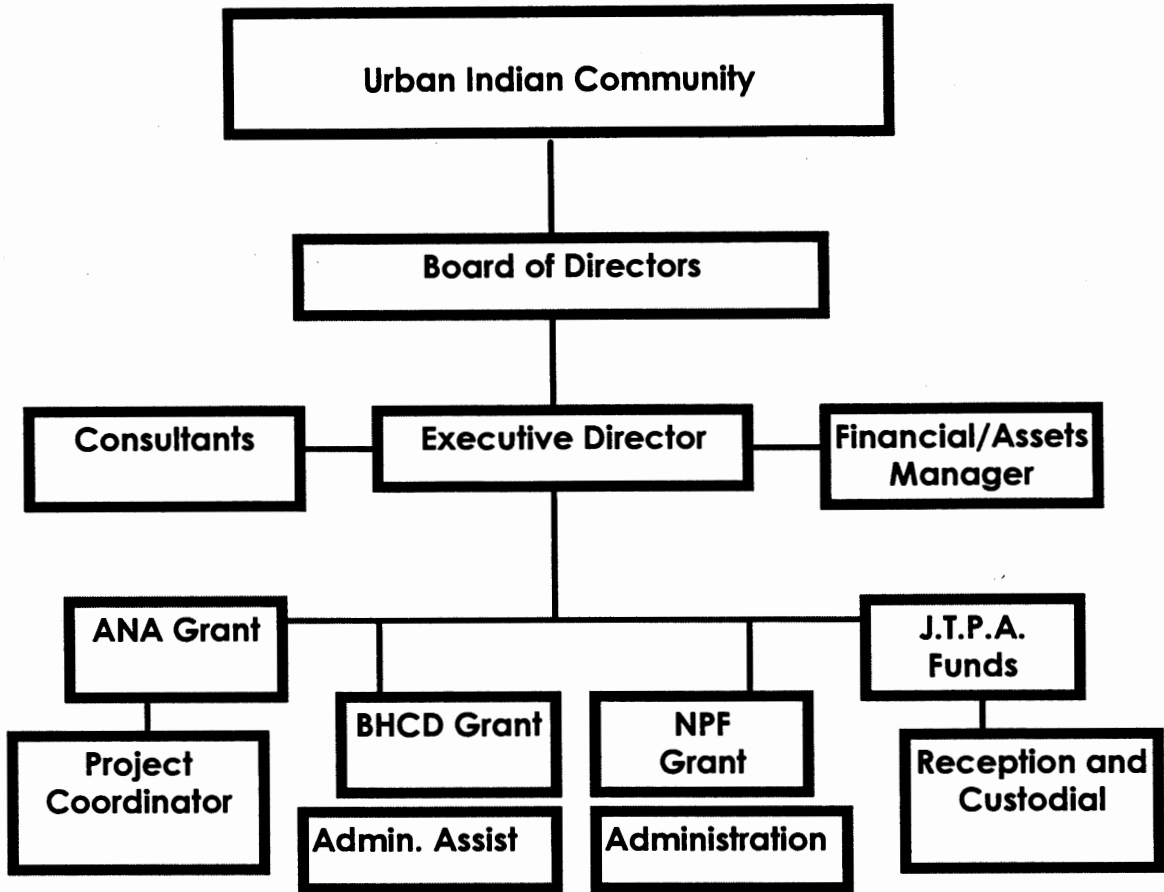 Urban Indian Community
Board of Directors
Consultants
Executive Director
Financial/Assets
Manager
ANA Grant
J.T.P.A.
Funds
BHCD Grant
NPF
Grant
Project
Coordinator
Reception and
Custodial
Admin. Assist
Administration